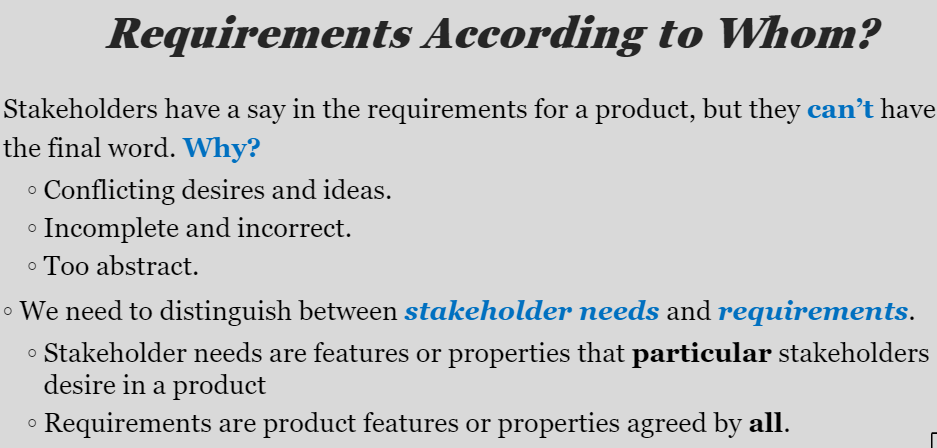 Requirements According to Whom?
Stakeholders have a say in the requirements for a product, but they can’t have
the final word. Why?
◦ Conflicting desires and ideas.
◦ Incomplete and incorrect.
◦ Too abstract.
◦ We need to distinguish between stakeholder needs and requirements.
◦ Stakeholder needs are features or properties that particular stakeholders
desire in a product
◦ Requirements are product features or properties agreed by all.